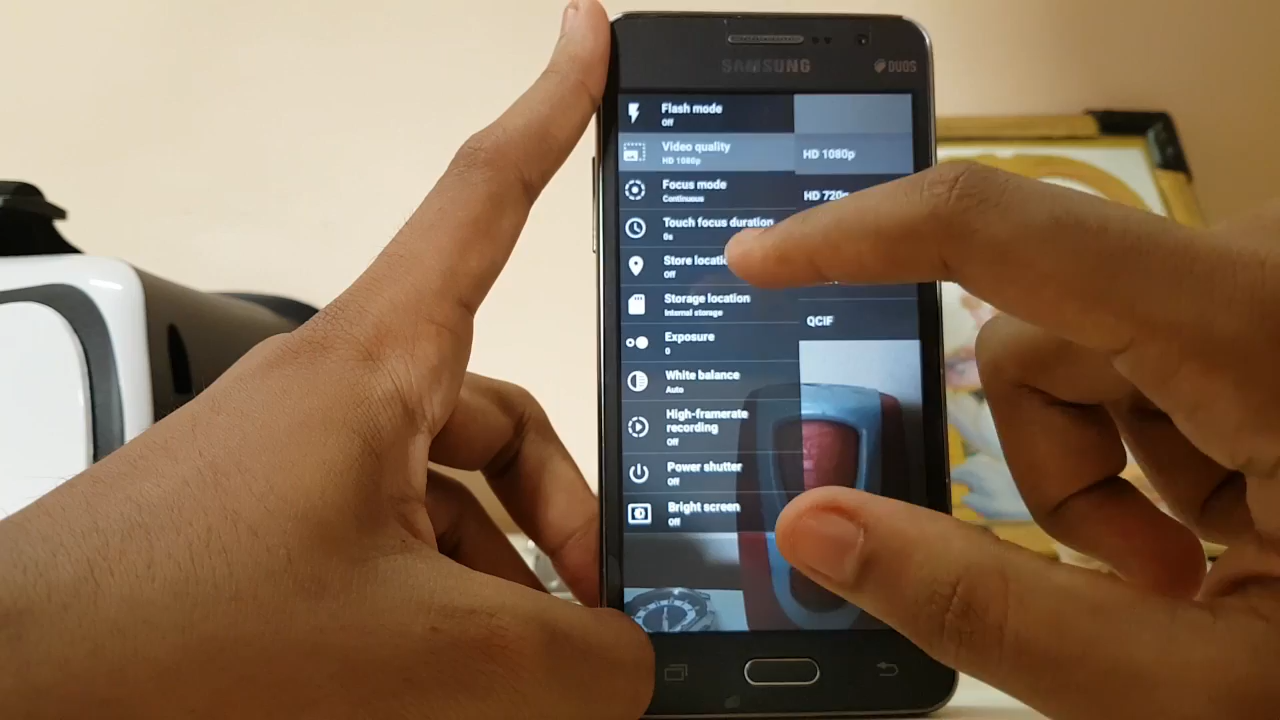 SAMSUNG
DUOS
Flash mode
Off
Video quality
HD 1080p
HD 1080p
Focus mode
Continuous
HD 720p
Touch focus duration
0s
Store
Off
Storage location
Internal storage
QCIF
Exposure
0
White balance
Auto
High-framerate
recording
Off
Power shutter
Off
Bright screen
Off